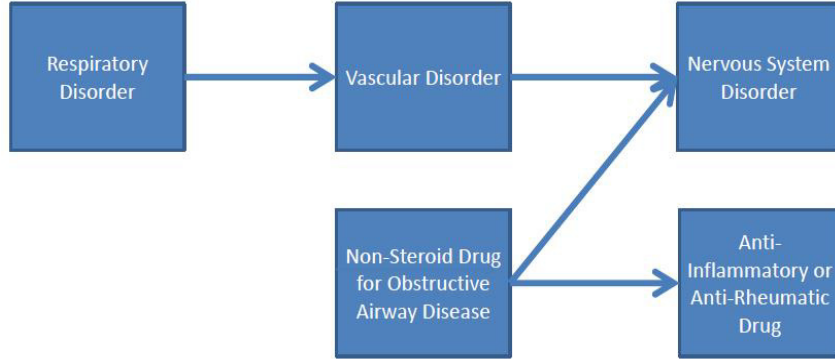 Respiratory
Disorder
Vascular Disorder
Nervous System
Disorder
Non-Steroid Drug
for Obstructive
Airway Disease
Anti-
Inflammatory or
Anti-Rheumatic
Drug